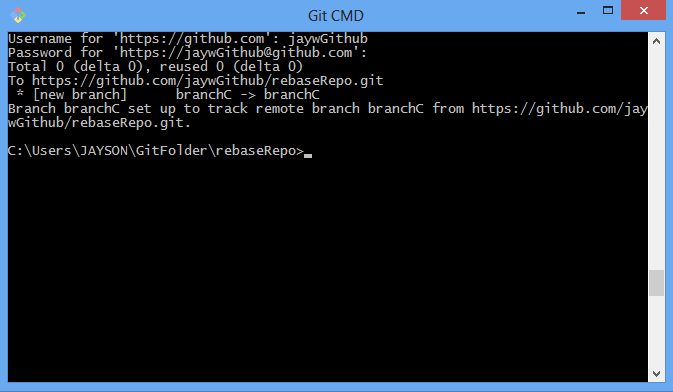 Git CMD
Username for 'https://github.com': jaywGithub
Password for 'https://jaywGithub@github.com':
Total 0 (delta 0), reused 0 (delta 0)
To https://github.com/jaywGithub/rebaseRepo.git
 * [new branch]      branchC -> branchC
Branch branchC set up to track remote branch branchC from https://github.com/jay
wGithub/rebaseRepo.git.
C:\Users\JAYSON\GitFolder\rebaseRepo>